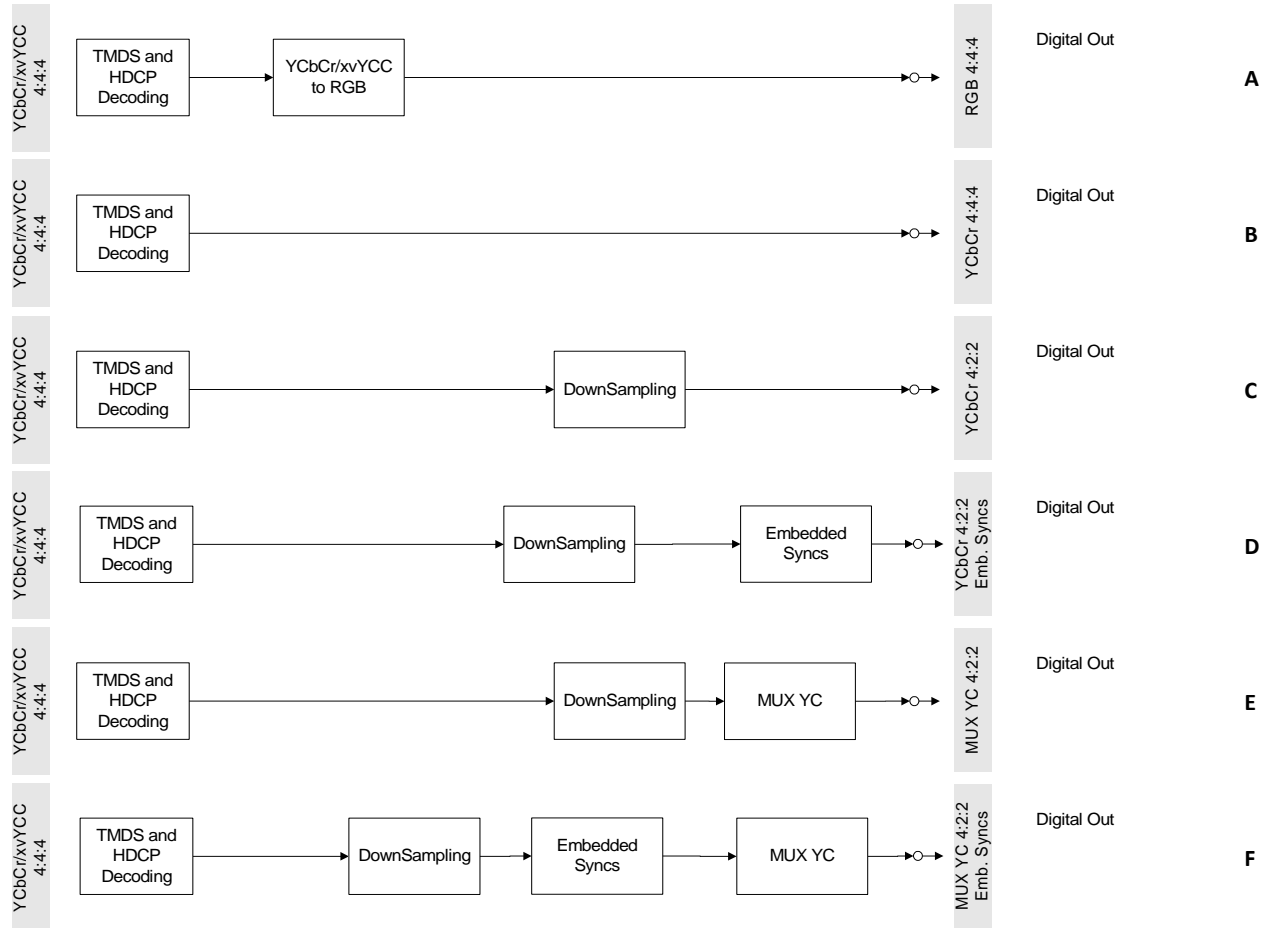 YCbCr/xvYCC
4:4:4
TMDS and
HDCP
Decoding
YCbCr/xvYCC
to RGB
RGB 4:4:4
Digital Out
A
YCbCr/xvYCC
4:4:4
TMDS and
HDCP
Decoding
YCbCr 4:4:4
Digital Out
B
YCbCr/xvYCC
4:4:4
TMDS and
HDCP
Decoding
DownSampling
YCbCr 4:2:2
Digital Out
C
YCbCr/xvYCC
4:4:4
TMDS and
HDCP
Decoding
DownSampling
Embedded
Syncs
YCbCr 4:2:2
Emb. Syncs
Digital Out
D
YCbCr/xvYCC
4:4:4
TMDS and
HDCP
Decoding
DownSampling
MUX YC
MUX YC 4:2:2
Digital Out
E
YCbCr/xvYCC
4:4:4
TMDS and
HDCP
Decoding
DownSampling
Embedded
Syncs
MUX YC
MUX YC 4:2:2
Emb. Syncs
Digital Out
F